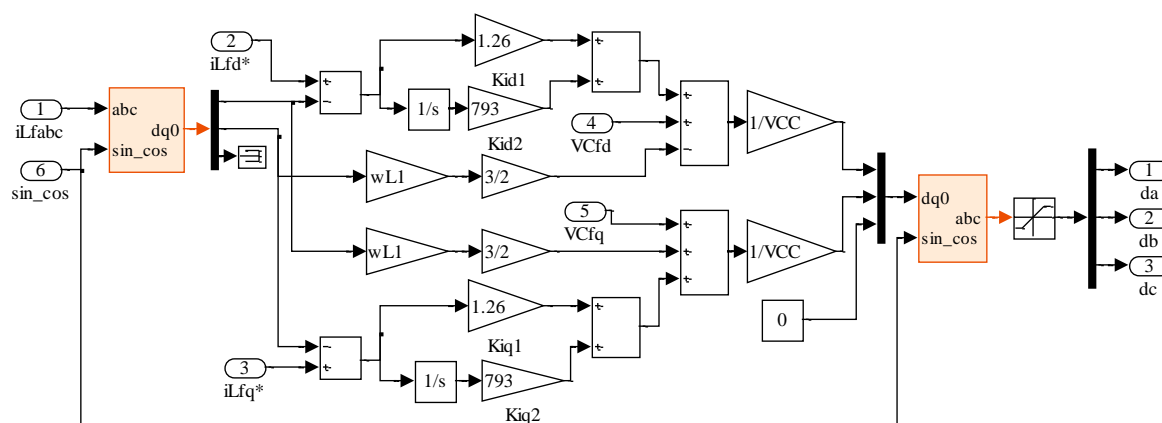 2
iLfd*
1.26
Kid1
1
iLfabc
abc
dq0
sin_cos
6
sin_cos
1/s
793
Kid2
4
VCfd
1/VCC
wL1
3/2
5
VCfq
wL1
3/2
1/VCC
dq0
abc
sin_cos
1
da
2
db
3
dc
0
1.26
Kiq1
3
iLfq*
1/s
793
Kiq2